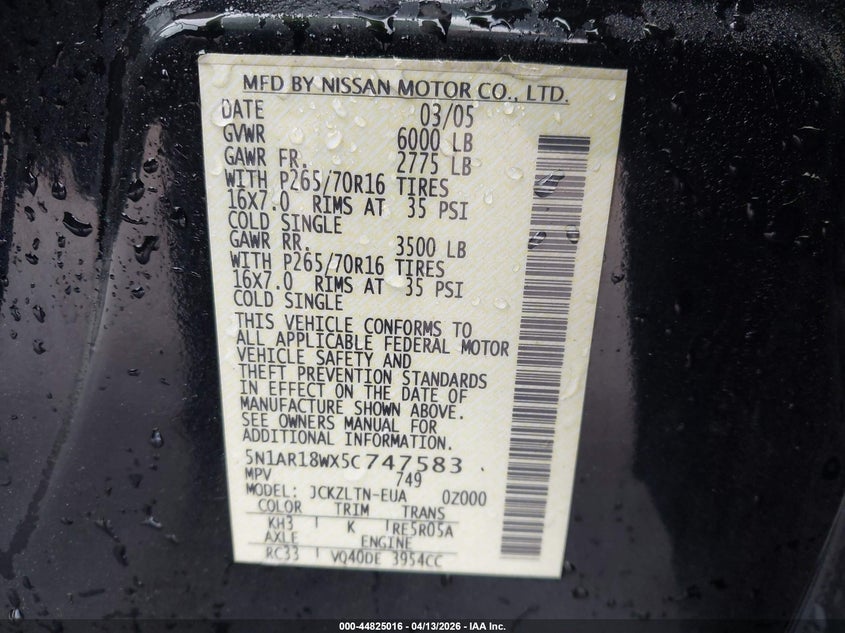 MFD BY NISSAN MOTOR CO., LTD.
DATE 03/05
GVWR 6000 LB
GAWR FR. 2775 LB
WITH P265/70R16 TIRES
16X7.0 RIMS AT 35 PSI
COLD SINGLE
GAWR RR. 3500 LB
WITH P265/70R16 TIRES
16X7.0 RIMS AT 35 PSI
COLD SINGLE
THIS VEHICLE CONFORMS TO
ALL APPLICABLE FEDERAL MOTOR
VEHICLE SAFETY AND
THEFT PREVENTION STANDARDS
IN EFFECT ON THE DATE OF
MANUFACTURE SHOWN ABOVE.
SEE OWNERS MANUAL FOR
ADDITIONAL INFORMATION.
5N1AR18WX5C747583
MPV 749
MODEL: JCKZLTN-EUA 0Z000
COLOR TRIM TRANS
KH3 K RE5R05A
AXLE ENGINE
RC33 VQ40DE 3954CC
000-44825016 - 04/13/2026 - IAA Inc.